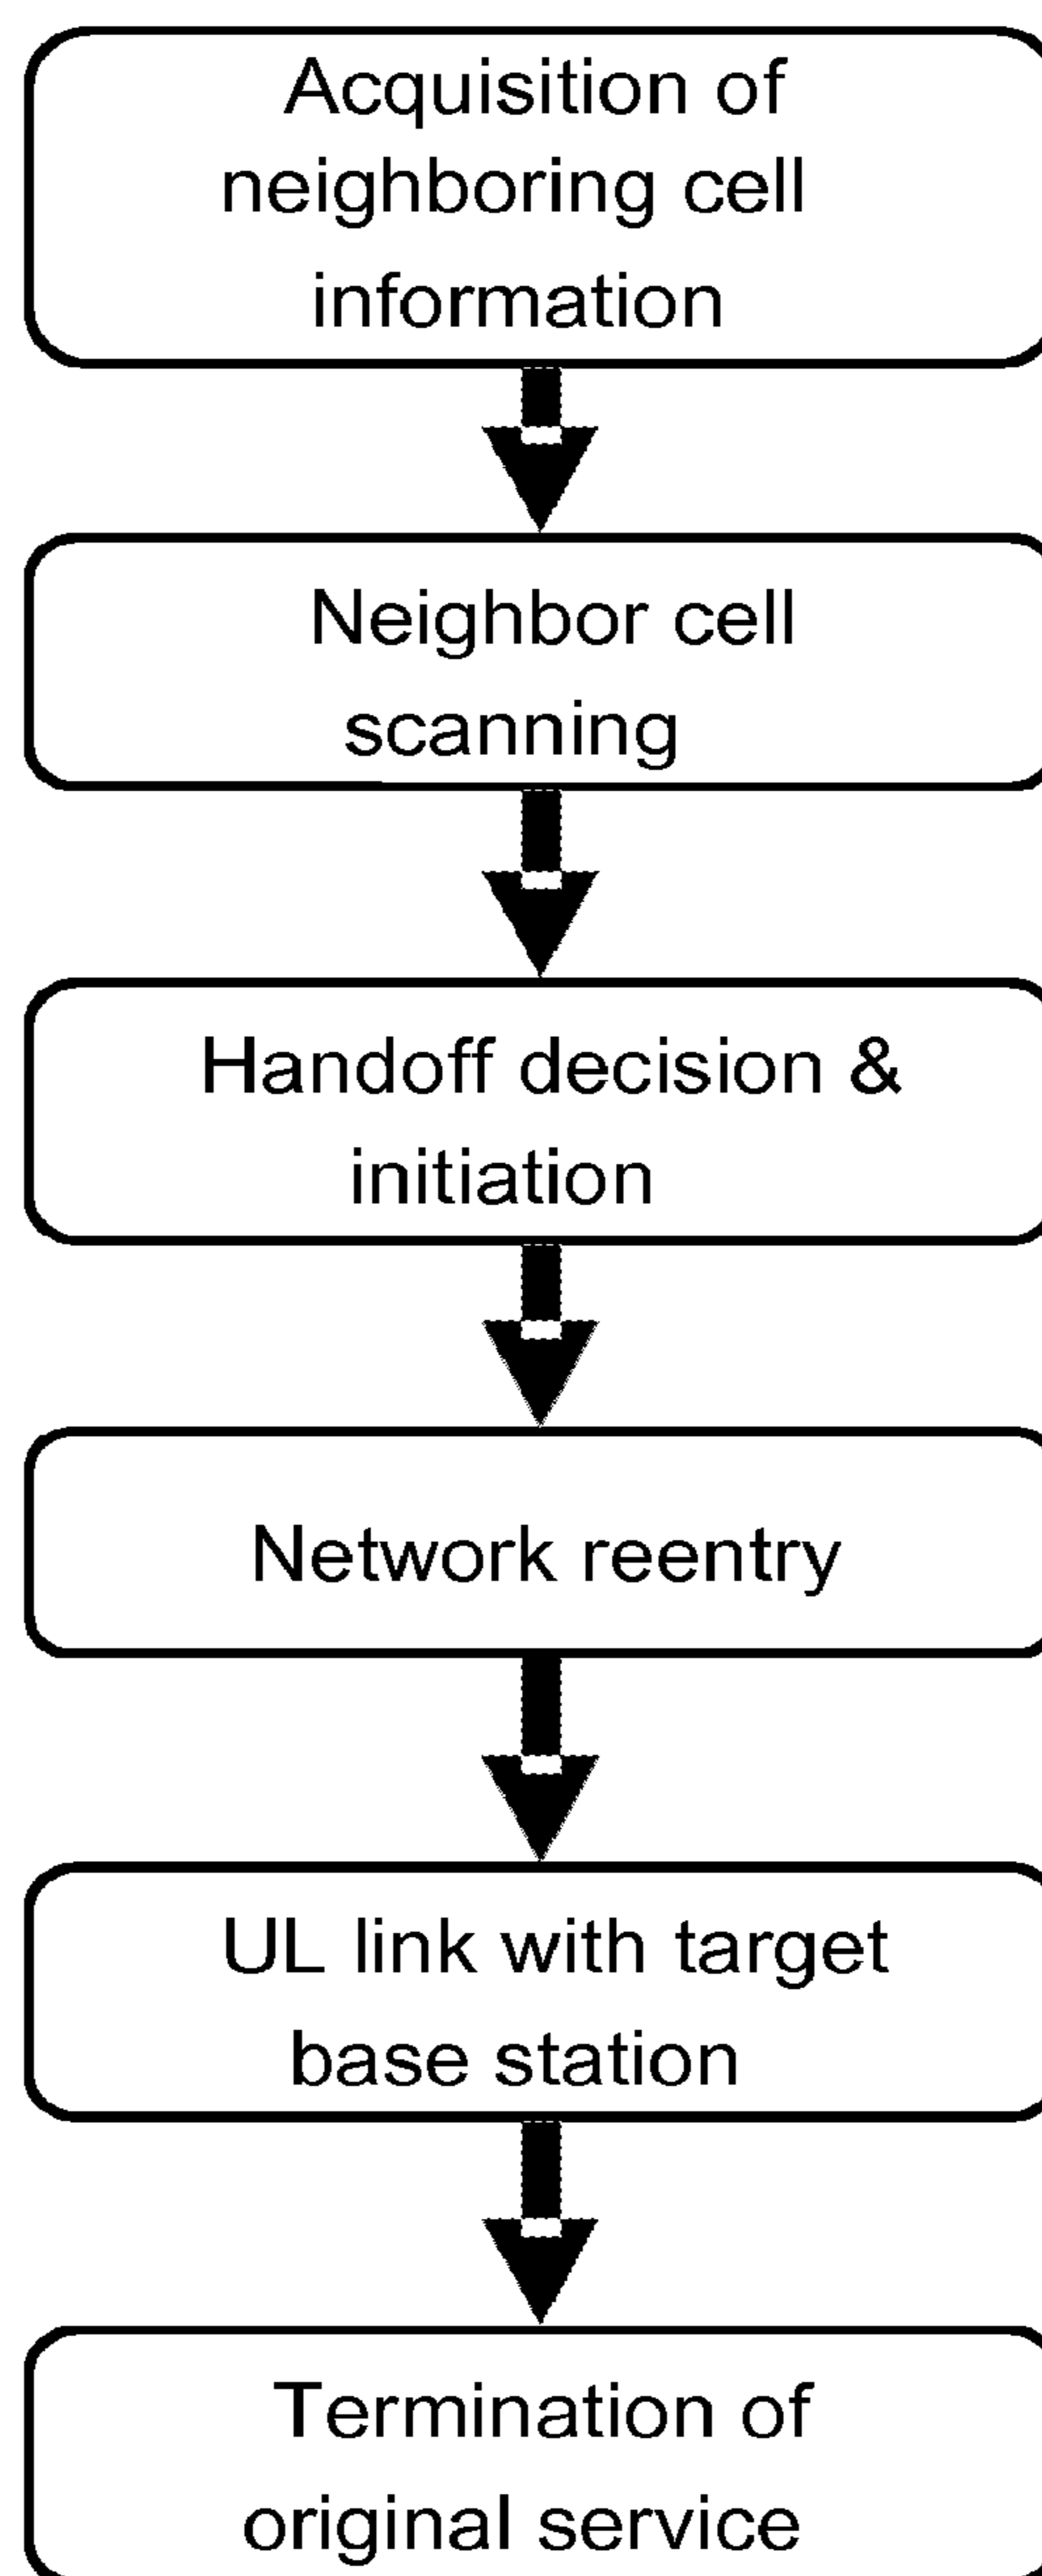 Acquisition of
neighboring cell
information
Neighbor cell
scanning
Handoff decision &
initiation
Network reentry
UL link with target
base station
Termination of
original service